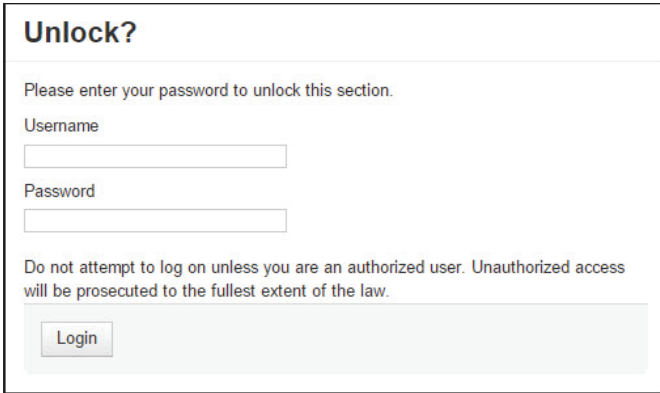 Unlock?
Please enter your password to unlock this section.
Username
Password
Do not attempt to log on unless you are an authorized user. Unauthorized access
will be prosecuted to the fullest extent of the law.
Login